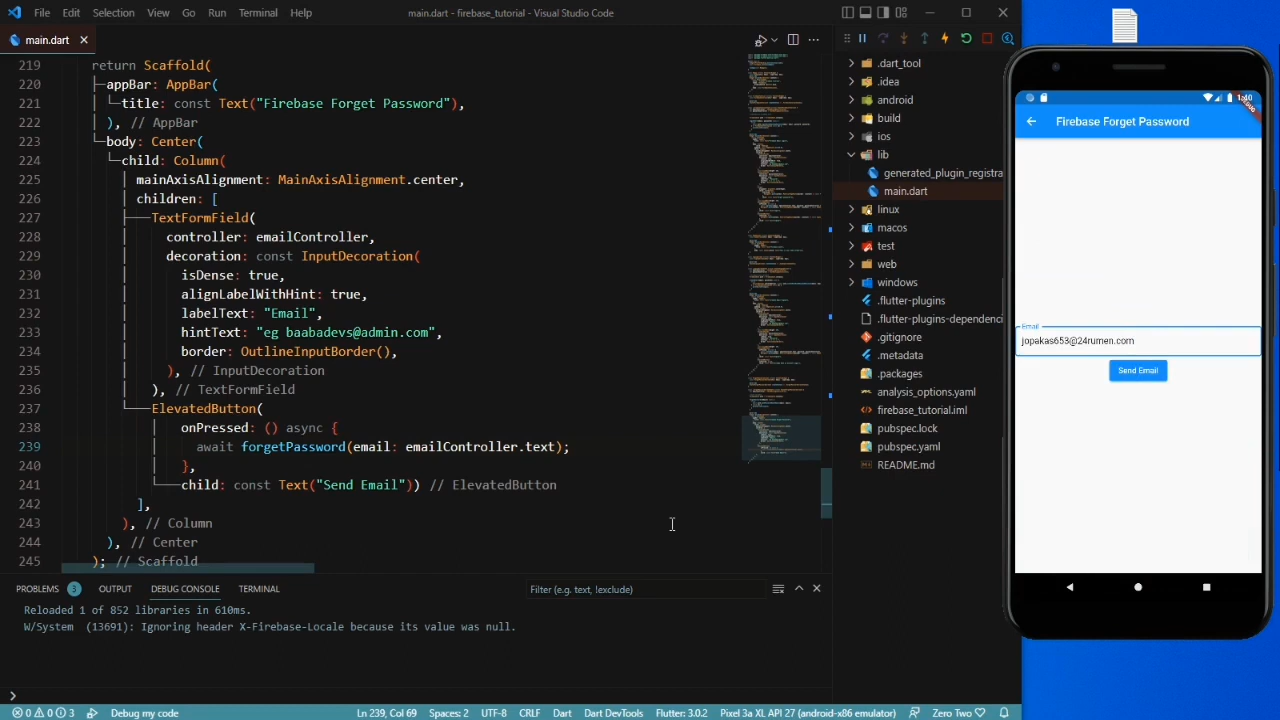 File Edit Selection View Go Run Terminal Help
main.dart - firebase_tutorial - Visual Studio Code
main.dart
219 return Scaffold(
220 appBar: AppBar(
221 title: const Text("Firebase Forget Password"),
222 ), // AppBar
223 body: Center(
224 child: Column(
225 mainAxisAlignment: MainAxisAlignment.center,
226 children: [
227 TextFormField(
228 controller: emailController,
229 decoration: const InputDecoration(
230 isDense: true,
231 alignLabelWithHint: true,
232 labelText: "Email",
233 hintText: "eg baabadevs@admin.com",
234 border: OutlineInputBorder(),
235 ), // InputDecoration
236 ), // TextFormField
237 ElevatedButton(
238 onPressed: () async {
239 await forgetPassword(email: emailController.text);
240 },
241 child: const Text("Send Email")) // ElevatedButton
242 ],
243 ), // Column
244 ), // Center
245 ); // Scaffold
.dart_tool
.idea
android
build
ios
lib
generated_plugin_registra
main.dart
linux
macos
test
web
windows
.flutter-plugins
.flutter-plugins-dependenci
.gitignore
.metadata
.packages
analysis_options.yaml
firebase_tutorial.iml
pubspec.lock
pubspec.yaml
README.md
PROBLEMS 3 OUTPUT DEBUG CONSOLE TERMINAL
Filter (e.g. text, !exclude)
Reloaded 1 of 852 libraries in 610ms.
W/System (13691): Ignoring header X-Firebase-Locale because its value was null.
0 0 3 Debug my code Ln 239, Col 69 Spaces: 2 UTF-8 CRLF Dart Dart DevTools Flutter: 3.0.2 Pixel 3a XL API 27 (android-x86 emulator) Zero Two
Firebase Forget Password
Email
jopakas653@24rumen.com
Send Email